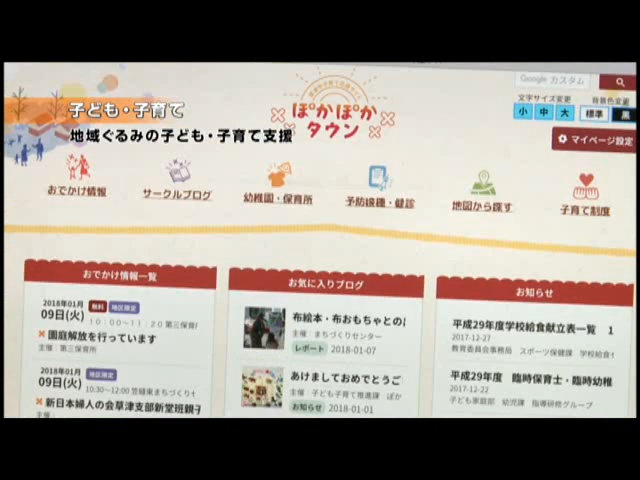 Google カスタム
文字サイズ変更
背景色変更
小 中 大
標準
黒
子ども・子育て
地域ぐるみの子ども・子育て支援
ぽかぽか
タウン
マイページ設定
おでかけ情報
サークルブログ
幼稚園・保育所
予防接種・健診
地図から探す
子育て制度
おでかけ情報一覧
2018年01月
09日(火)
無料 地区限定
10:00~11:20 第三保育
園庭解放を行っています
主催：第三保育所
2018年01月
09日(火)
地区限定
10:30~12:00 笠縫東まちづくりセ
新日本婦人の会草津支部新堂班親子
お気に入りブログ
布絵本・布おもちゃとの
主催：まちづくりセンター
レポート 2018-01-07
あけましておめでとうご
主催：子ども子育て推進課 ぽか
お知らせ 2018-01-01
お知らせ
平成29年度学校給食献立表一覧 1
2017-12-27
教育委員会事務局 スポーツ保健課 学校給食
平成29年度 臨時保育士・臨時幼稚
2017-12-22
子ども家庭部 幼児課 指導研修グループ